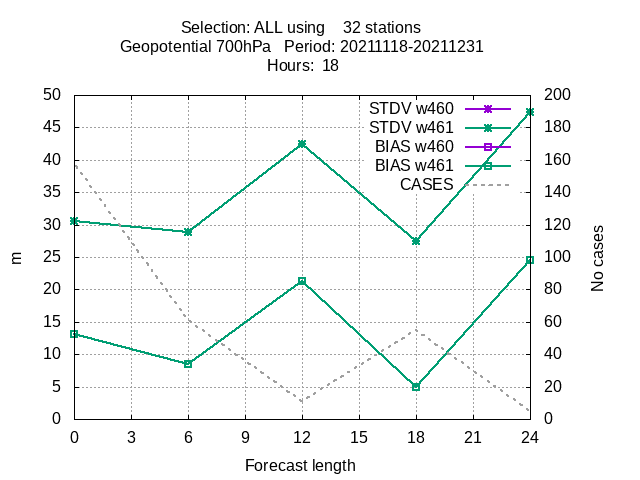 Selection: ALL using    32 stations
Geopotential 700hPa   Period: 20211118-20211231
Hours:  18
50 200
STDV w460
45 180
STDV w461
BIAS w460
40 160
BIAS w461
CASES
35 140
30 120
25 100
m
No cases
20 80
15 60
10 40
5 20
0 0
0 3 6 9 12 15 18 21 24
Forecast length